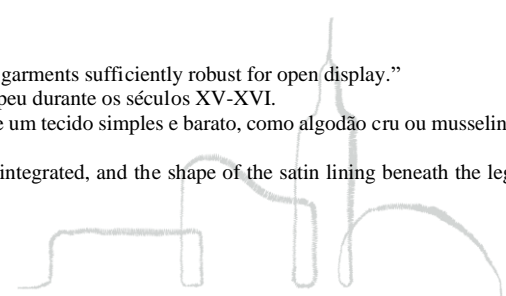 garments sufficiently robust for open display.”
peu durante os séculos XV-XVI.
e um tecido simples e barato, como algodão cru ou musselin
integrated, and the shape of the satin lining beneath the leg